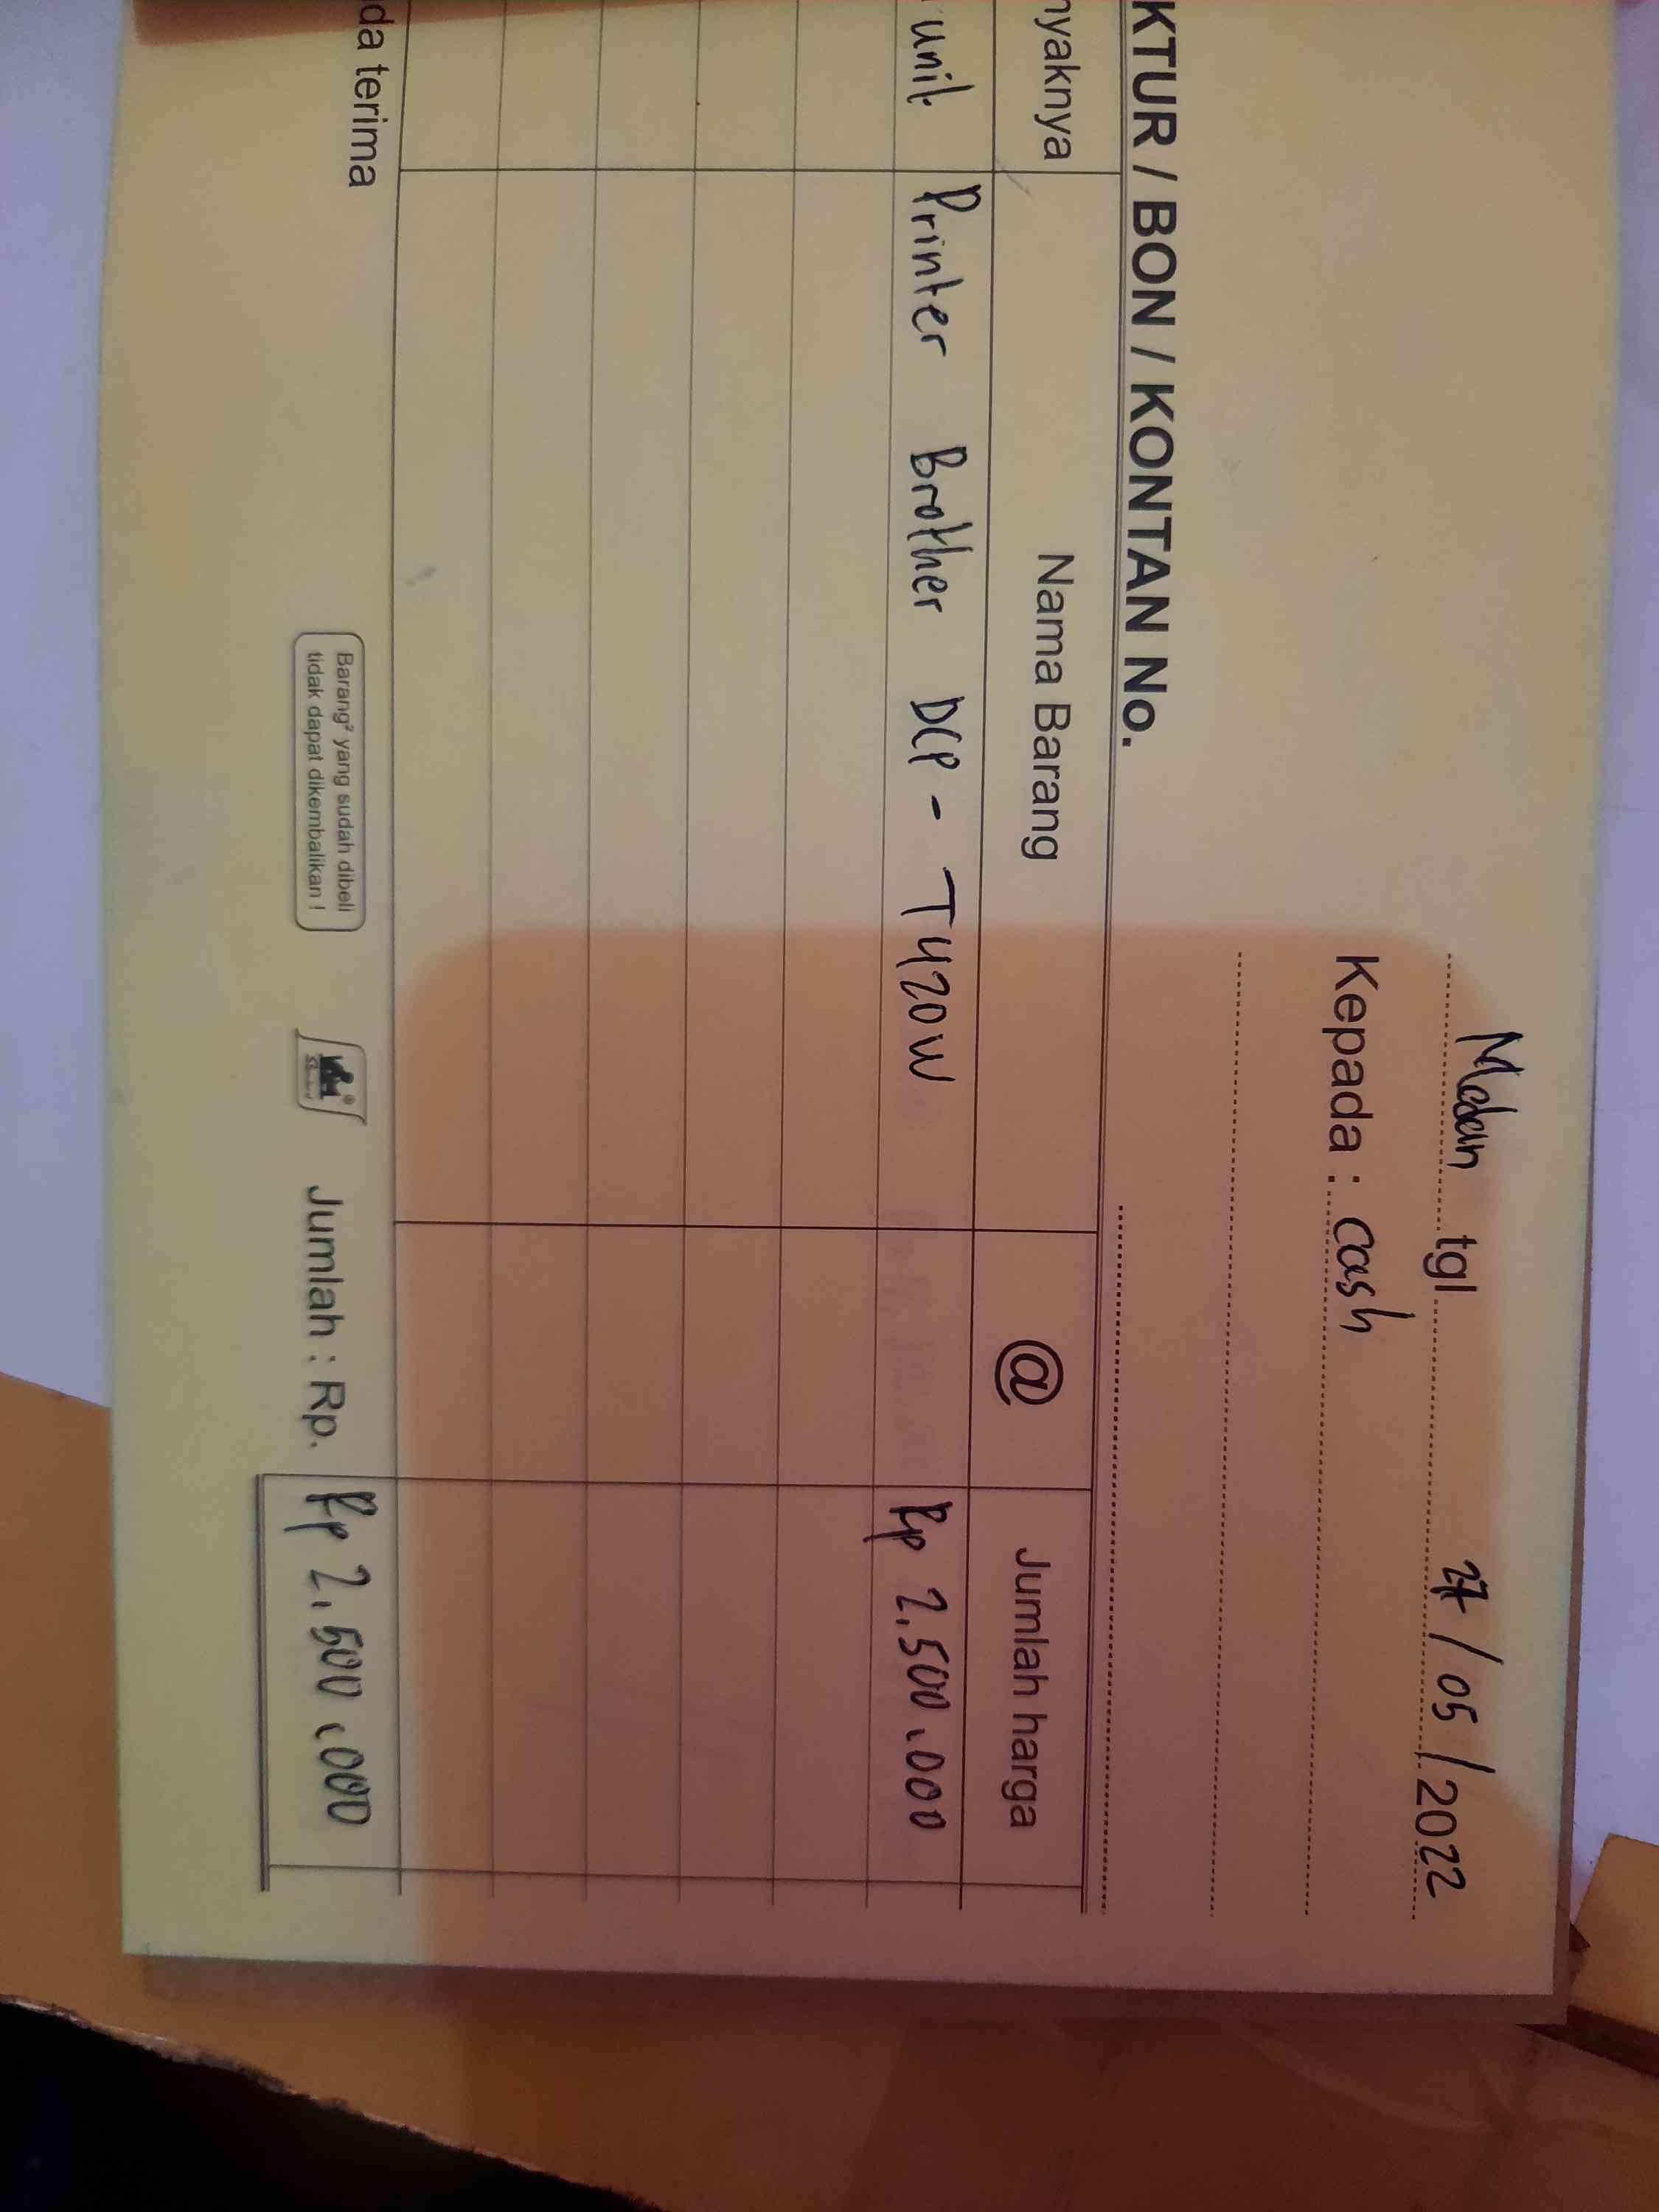 Medan tgl 27/05/2022
Kepada : cash
KTUR / BON / KONTAN No.
nyaknya Nama Barang @ Jumlah harga
unit Printer Brother DCP - T420W Rp 2.500.000
da terima
Barang² yang sudah dibeli
tidak dapat dikembalikan !
Jumlah : Rp. Rp 2.500.000